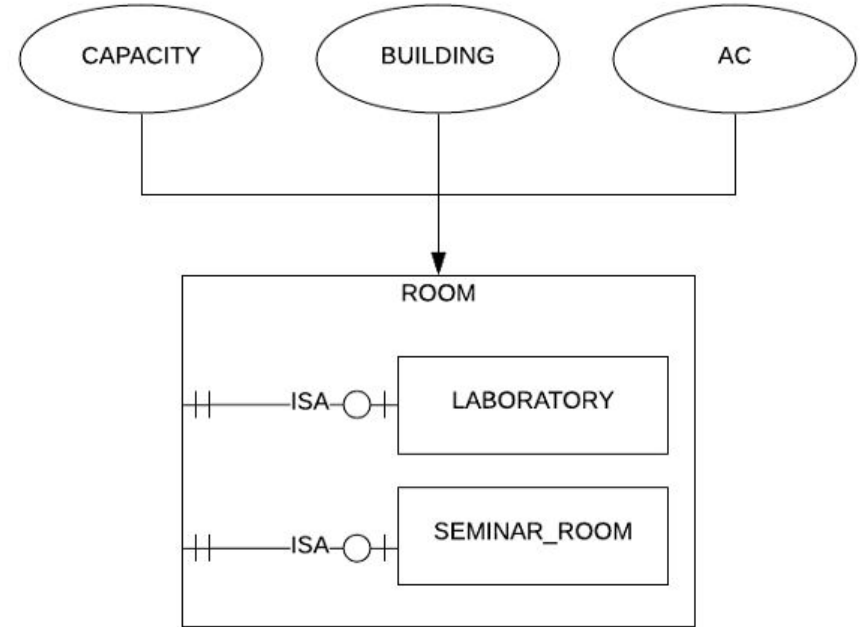 CAPACITY
BUILDING
AC
ROOM
ISA
LABORATORY
ISA
SEMINAR_ROOM